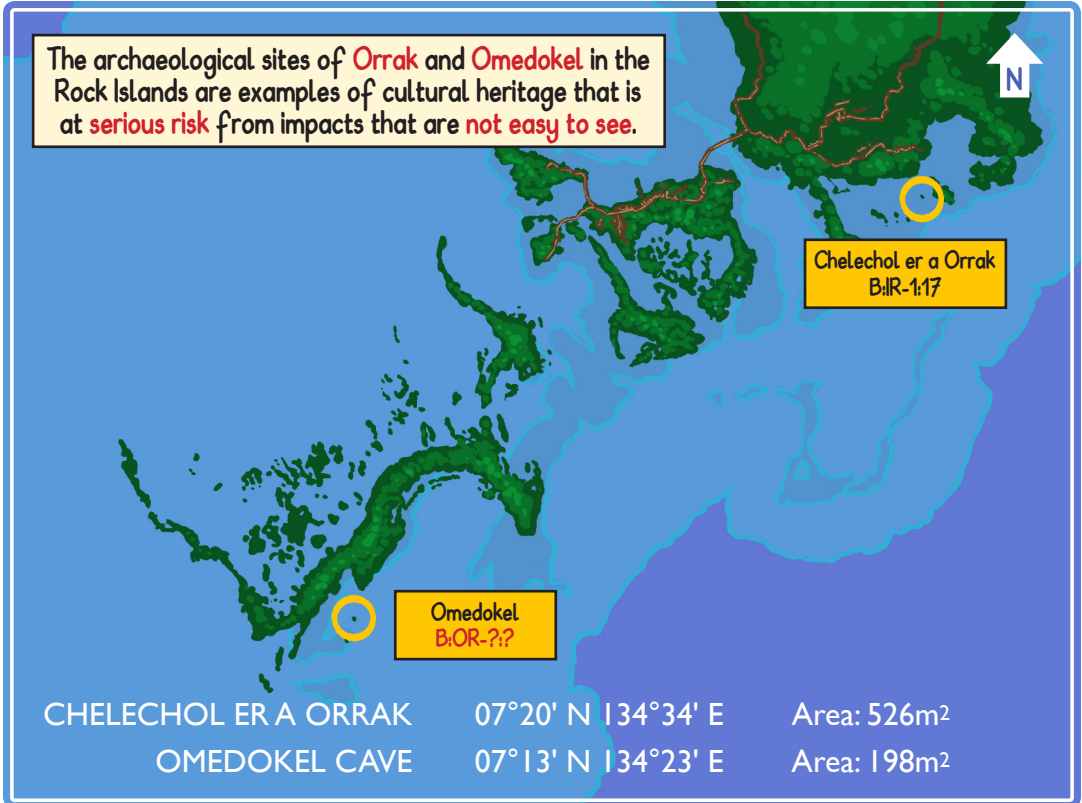 The archaeological sites of Orrak and Omedokel in the
Rock Islands are examples of cultural heritage that is
at serious risk from impacts that are not easy to see.
N
Chelechol er a Orrak
B:IR-1:17
Omedokel
B:OR-?:?
CHELECHOL ER A ORRAK 07°20' N 134°34' E Area: 526m²
OMEDOKEL CAVE 07°13' N 134°23' E Area: 198m²